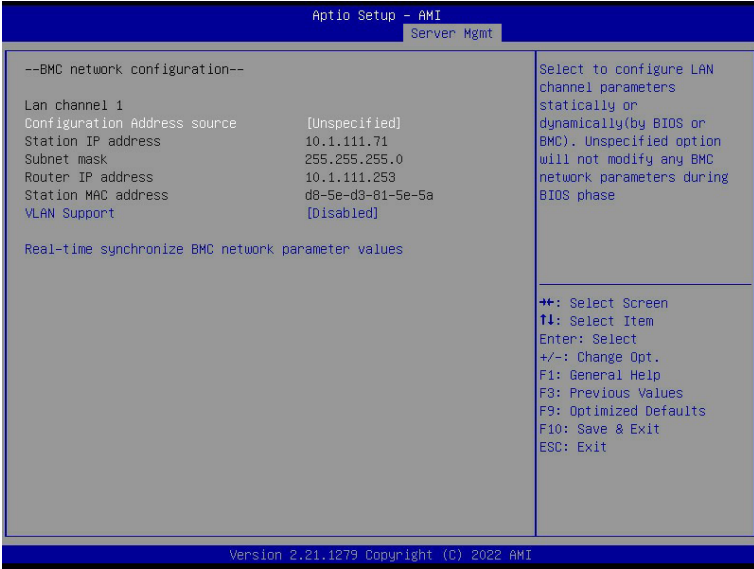 Aptio Setup – AMI
Server Mgmt
--BMC network configuration--
Lan channel 1
Configuration Address source [Unspecified]
Station IP address 10.1.111.71
Subnet mask 255.255.255.0
Router IP address 10.1.111.253
Station MAC address d8-5e-d3-81-5e-5a
VLAN Support [Disabled]
Real-time synchronize BMC network parameter values
Select to configure LAN
channel parameters
statically or
dynamically(by BIOS or
BMC). Unspecified option
will not modify any BMC
network parameters during
BIOS phase
→←: Select Screen
↑↓: Select Item
Enter: Select
+/-: Change Opt.
F1: General Help
F3: Previous Values
F9: Optimized Defaults
F10: Save & Exit
ESC: Exit
Version 2.21.1279 Copyright (C) 2022 AMI